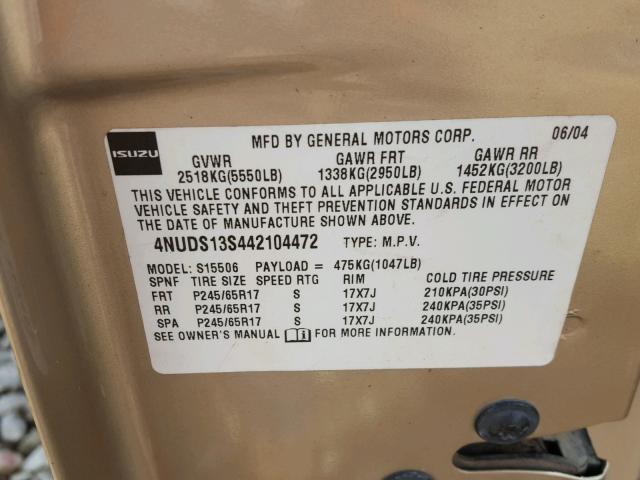 MFD BY GENERAL MOTORS CORP. 06/04
ISUZU
GVWR GAWR FRT GAWR RR
2518KG(5550LB) 1338KG(2950LB) 1452KG(3200LB)
THIS VEHICLE CONFORMS TO ALL APPLICABLE U.S. FEDERAL MOTOR
VEHICLE SAFETY AND THEFT PREVENTION STANDARDS IN EFFECT ON
THE DATE OF MANUFACTURE SHOWN ABOVE.
4NUDS13S442104472 TYPE: M.P.V.
MODEL: S15506 PAYLOAD = 475KG(1047LB)
SPNF TIRE SIZE SPEED RTG RIM COLD TIRE PRESSURE
FRT P245/65R17 S 17X7J 210KPA(30PSI)
RR P245/65R17 S 17X7J 240KPA(35PSI)
SPA P245/65R17 S 17X7J 240KPA(35PSI)
SEE OWNER'S MANUAL FOR MORE INFORMATION.